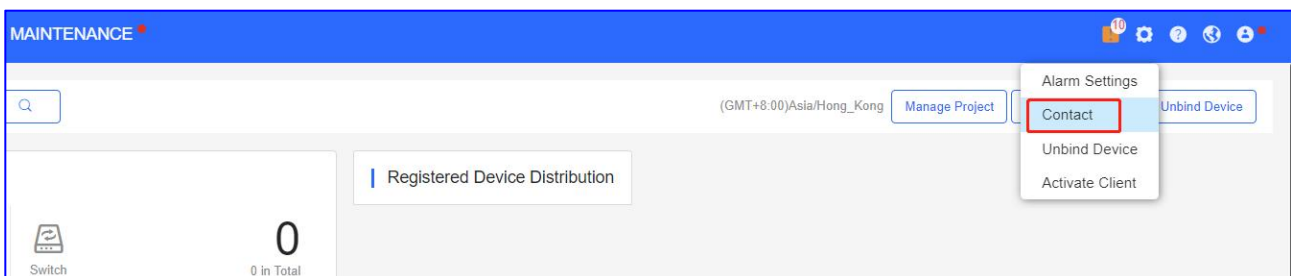 MAINTENANCE
10
Alarm Settings
(GMT+8:00)Asia/Hong_Kong
Manage Project
Contact
Unbind Device
Unbind Device
Activate Client
Registered Device Distribution
Switch
0
0 in Total